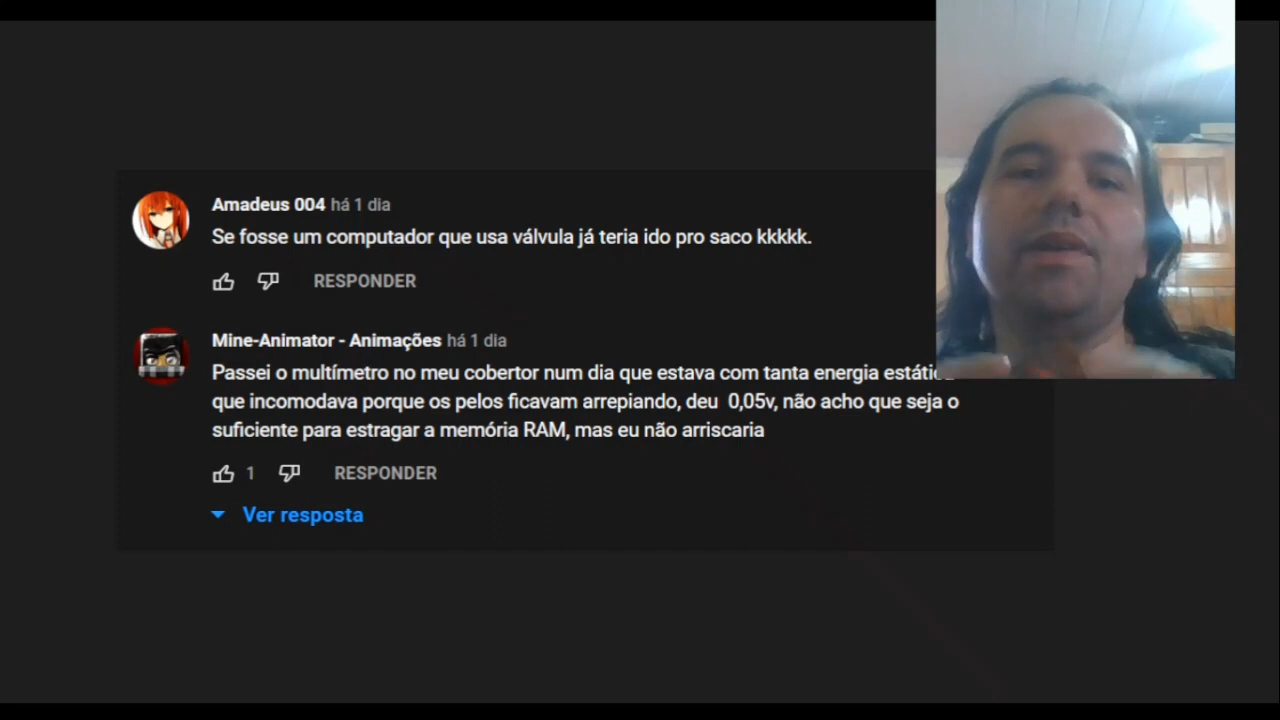 Amadeus 004 há 1 dia
Se fosse um computador que usa válvula já teria ido pro saco kkkkk.
RESPONDER
Mine-Animator - Animações há 1 dia
Passei o multímetro no meu cobertor num dia que estava com tanta energia
que incomodava porque os pelos ficavam arrepiando, deu 0,05v, não acho que seja o
suficiente para estragar a memória RAM, mas eu não arriscaria
1 RESPONDER
Ver resposta